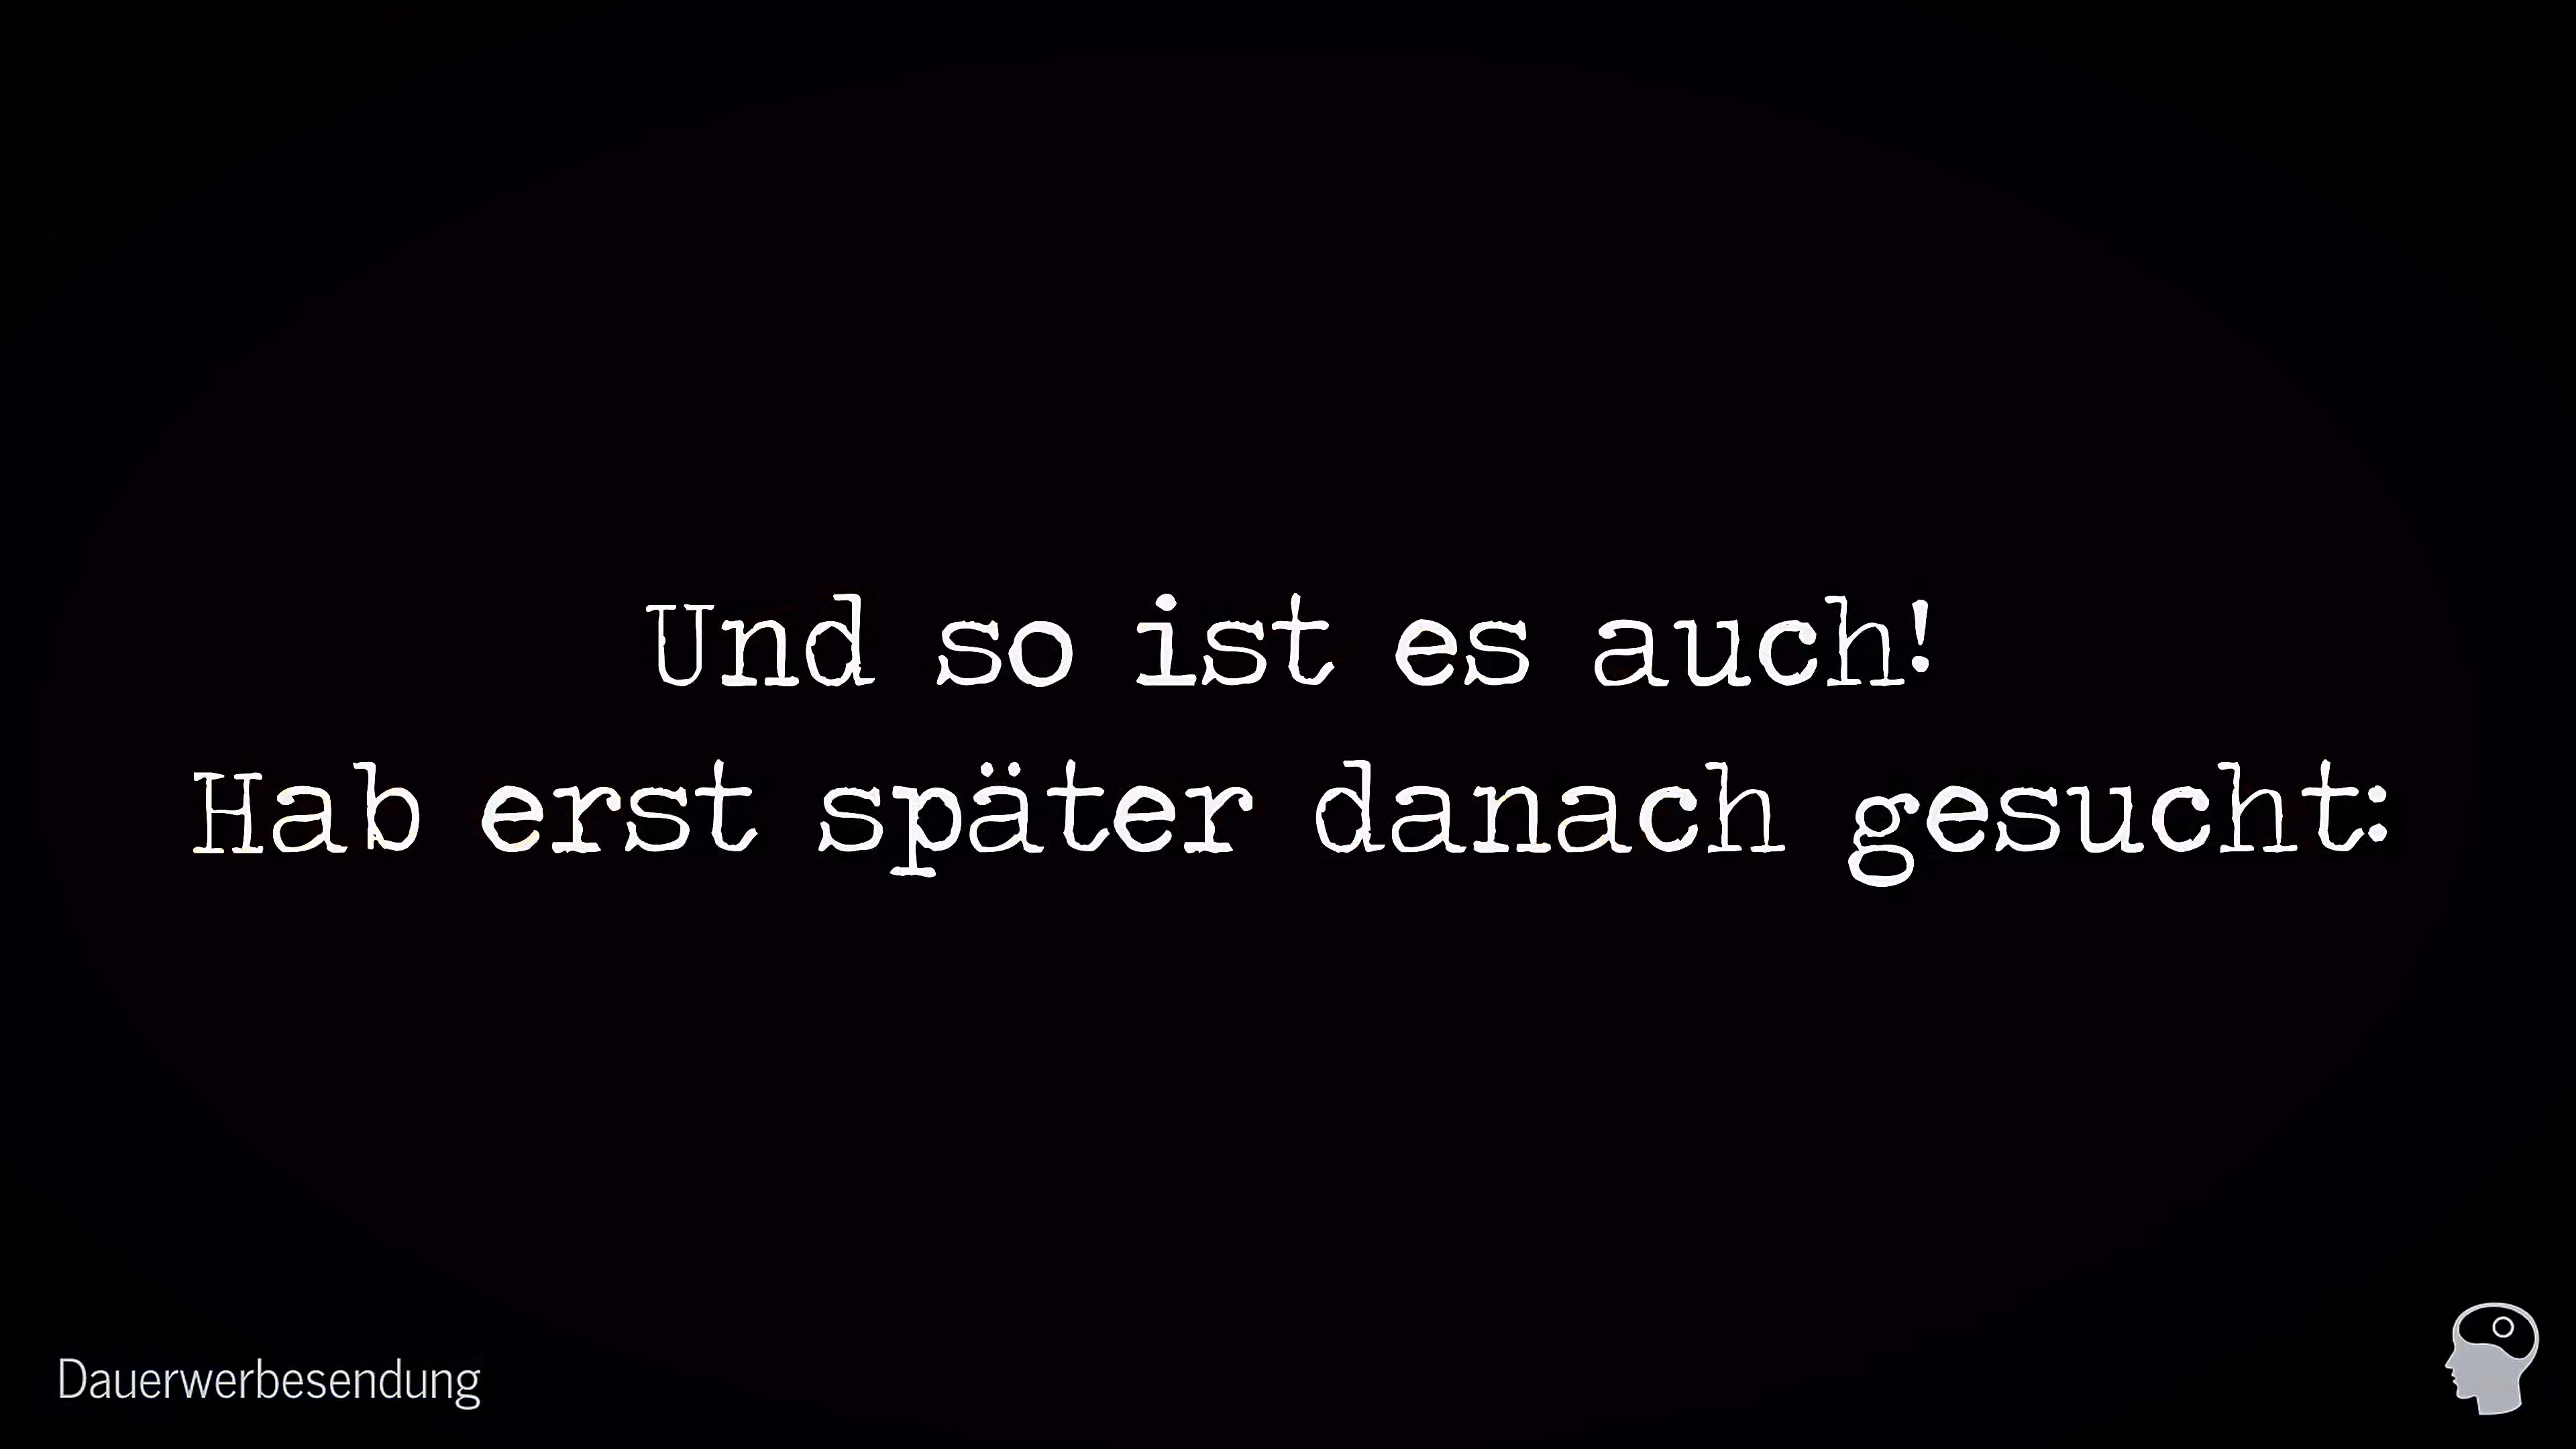 Und so ist es auch!
Hab erst später danach gesucht:
Dauerwerbesendung